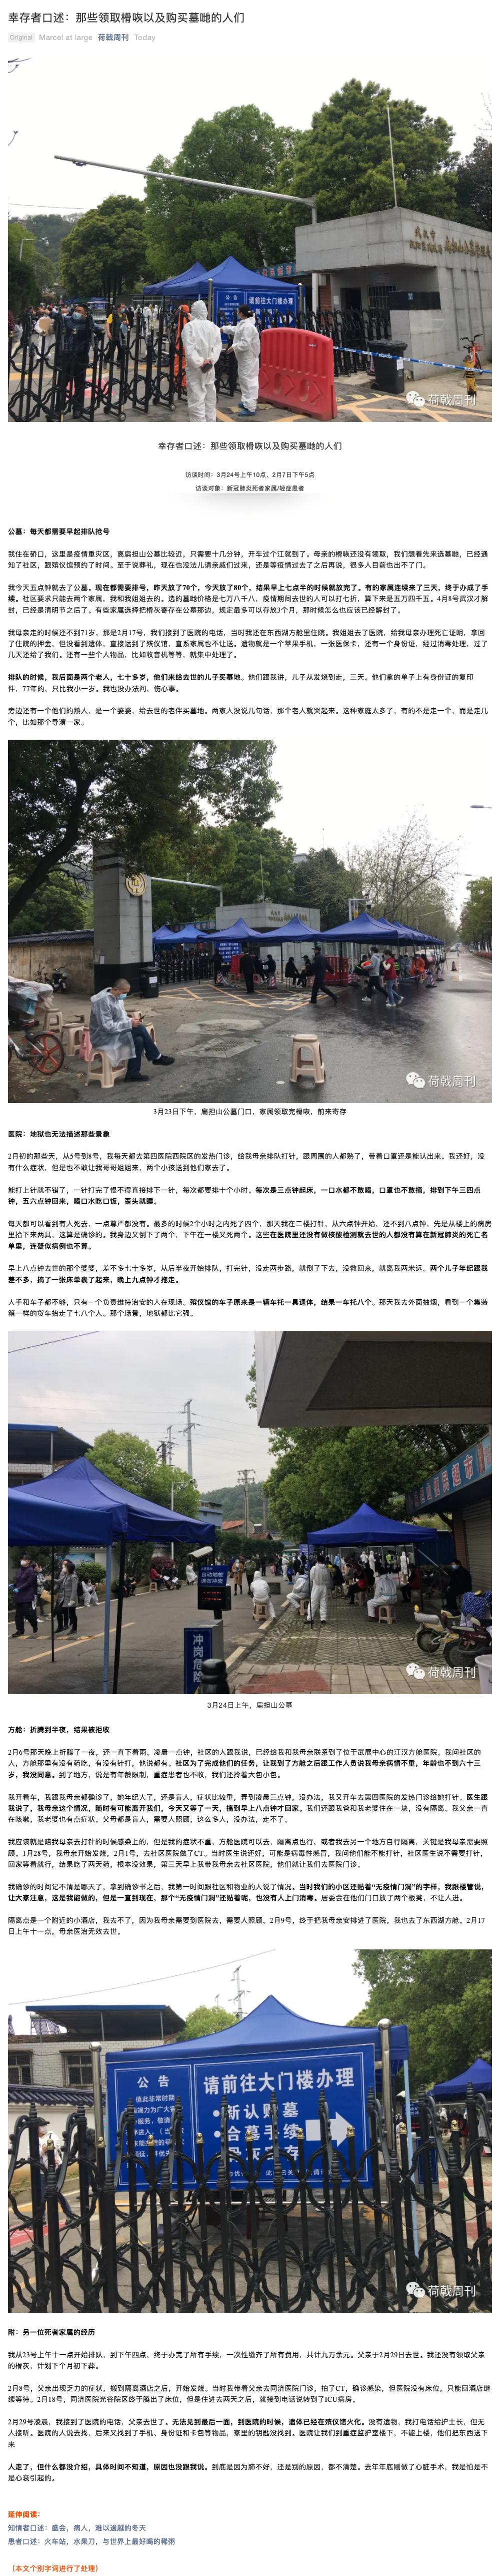 幸存者口述：那些领取榾咴以及购买墓哋的人们
Original Marcel at large 荷戟周刊 Today
公 告
请前往大门楼办理
荷戟周刊
幸存者口述：那些领取榾咴以及购买墓哋的人们
访谈时间：3月24号上午10点，2月7日下午5点
访谈对象：新冠肺炎死者家属/轻症患者
公墓：每天都需要早起排队抢号
我住在硚口，这里是疫情重灾区，离扁担山公墓比较近，只需要十几分钟，开车过个江就到了。母亲的榾咴还没有领取，我们想看先来选墓哋，已经通
知了社区，跟殡仪馆预约了时间。至于说葬礼，现在也没法儿请亲戚们过来，还是等疫情过去了之后再说，很多人目前也出不了门。
我今天五点钟就去了公墓。现在都需要排号，昨天放了70个，今天放了80个，结果早上七点半的时候就放完了。有的家属连续来了三天，终于办成了手
续。社区要求只能去两个家属，我和我姐姐去的。选的墓哋价格是七万八千八，疫情期间去世的人可以打七折，算下来是五万四千五。4月8号武汉才解
封，已经是清明节之后了。有些家属选择把榾灰寄存在公墓那边，规定最多可以存放3个月，那时候怎么也应该已经解封了。
我母亲走的时候还不到71岁，那是2月17号，我们接到了医院的电话，当时我还在东西湖方舱里住院。我姐姐去了医院，给我母亲办理死亡证明，拿回
了住院的押金，但没看到遗体，直接运到了殡仪馆，直系家属也不让送。遗物就是一个苹果手机，一张医保卡，还有一个身份证，经过消毒处理，过了
几天还给了我们。还有一些个人物品，比如收音机等等，就集中处理了。
排队的时候，我后面是两个老人，七十多岁，他们来给去世的儿子买墓地。他们跟我讲，儿子从发烧到走，三天。他们拿的单子上有身份证的复印
件，77年的，只比我小一岁。我也没办法问，伤心事。
旁边还有一个他们的熟人，是一个婆婆，给去世的老伴买墓地。两家人没说几句话，那个老人就哭起来。这种家庭太多了，有的不是走一个，而是走几
个，比如那个导演一家。
荷戟周刊
3月23日下午，扁担山公墓门口，家属领取完榾咴，前来寄存
医院：地狱也无法描述那些景象
2月初的那些天，从5号到8号，我每天都去第四医院西院区的发热门诊，给我母亲排队打针，跟周围的人都熟了，带着口罩还是能认出来。我还好，没
有什么症状，但是也不敢让我哥哥姐姐来，两个小孩送到他们家去了。
能打上针就不错了，一针打完了恨不得直接排下一针，每次都要排十个小时。每次是三点钟起床，一口水都不敢喝，口罩也不敢摘，排到下午三四点
钟，五六点钟回来，喝口水吃口饭，歪头就睡。
每天都可以看到有人死去，一点尊严都没有。最多的时候2个小时之内死了四个，那天我在二楼打针，从六点钟开始，还不到八点钟，先是从楼上的病房
里抬下来两具，这算是确诊的。我身边又倒下了两个，下午在一楼又死两个。这些在医院里还没有做核酸检测就去世的人都没有算在新冠肺炎的死亡名
单里，连疑似病例也不算。
早上八点钟去世的那个婆婆，差不多七十多岁，从后半夜开始排队，打完针，没走两步路，就倒了下去，没救回来，就离我两米远。两个儿子年纪跟我
差不多，搞了一张床单裹了起来，晚上九点钟才拖走。
人手和车子都不够，只有一个负责维持治安的人在现场。殡仪馆的车子原来是一辆车托一具遗体，结果一车托八个。那天我去外面抽烟，看到一个集装
箱一样的货车抬走了七八个人。那个场景，地狱都比它强。
自动抬杆
冲岗危险
荷戟周刊
3月24日上午，扁担山公墓
方舱：折腾到半夜，结果被拒收
2月6号那天晚上折腾了一夜，还一直下着雨。凌晨一点钟，社区的人跟我说，已经给我和我母亲联系到了位于武展中心的江汉方舱医院。我问社区的
人，方舱那里有没有药吃，有没有针打，他说都有。社区为了完成他们的任务，让我到了方舱之后跟工作人员说我母亲病情不重，年龄也不到六十三
岁，我没同意。到了地方，说是有年龄限制，重症患者也不收，我们还拎着大包小包。
我开着车，我跟我母亲都确诊了，她年纪大了，还是盲人，症状比较重，弄到凌晨三点钟，没办法，我又开车去第四医院的发热门诊给她打针。医生跟
我说了，我母亲这个情况，随时有可能离开我们，今天又等了一天，搞到早上八点钟才回家。我们还跟我爸和我老婆住在一块，没有隔离。我父亲一直
在咳嗽，我老婆也有点症状。父母都是盲人，需要人照顾，这么多人，没办法，走不了。
我应该就是陪我母亲去打针的时候感染上的，但是我的症状不重，方舱医院可以去，隔离点也行，或者我去另一个地方自行隔离，关键是我母亲需要照
顾。1月28号，我母亲开始发烧，2月1号，去社区医院做了CT。当时医生说还好，可能是病毒性感冒，我问他们能不能打针，社区医生说不需要打针，
回家等着就行，结果吃了两天药，根本没效果，第三天早上我带我母亲去社区医院，他们就让我们去医院门诊。
我确诊的时间记不清是哪天了，拿到确诊书之后，我第一时间跟社区和物业的人说了情况。当时我们的小区还贴着“无疫情门洞”的字样，我跟楼管说，
让大家注意，这是我能做的，但是一直到现在，那个“无疫情门洞”还贴着呢，也没有人上门消毒。居委会在他们门口放了两个板凳，不让人进。
隔离点是一个附近的小酒店，我去不了，因为我母亲需要到医院去，需要人照顾。2月9号，终于把我母亲安排进了医院，我也去了东西湖方舱。2月17
日上午十一点，母亲医治无效去世。
公 告
请前往大门楼办理
荷戟周刊
附：另一位死者家属的经历
我从23号上午十一点开始排队，到下午四点，终于办完了所有手续，一次性缴齐了所有费用，共计九万余元。父亲于2月29日去世。我还没有领取父亲
的榾灰，计划下个月初下葬。
2月8号，父亲出现乏力的症状，搬到隔离酒店之后，开始发烧。当时我带着父亲去同济医院门诊，拍了CT，确诊感染，但医院没有床位，只能回酒店继
续等待。2月18号，同济医院光谷院区终于腾出了床位，但是住进去两天之后，就接到电话说转到了ICU病房。
2月29号凌晨，我接到了医院的电话，父亲去世了。无法见到最后一面，到医院的时候，遗体已经在殡仪馆火化。没有遗物，我打电话给护士长，但无
人接听。医院的人说去找，后来又找到了手机、身份证和卡包等物品，家里的钥匙没找到。医院让我们到重症监护室楼下，不能上楼，他们把东西送下
来
人走了，但什么都没介绍，具体时间不知道，原因也没跟我说。到底是因为肺不好，还是别的原因，都不清楚。去年年底刚做了心脏手术，我是怕是不
是心衰引起的。
延伸阅读：
知情者口述：盛会，病人，难以逾越的冬天
患者口述：火车站，水果刀，与世界上最好喝的稀粥
（本文个别字词进行了处理）